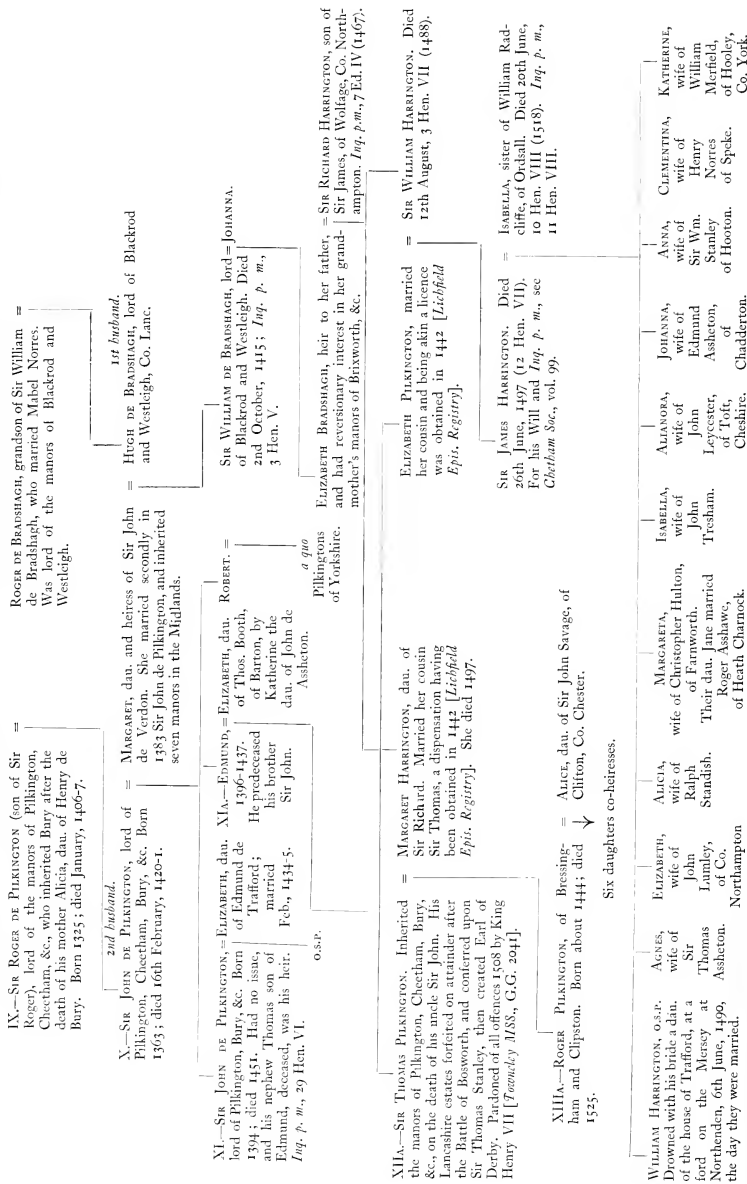 IX.—SIR ROGER DE PILKINGTON (son of Sir =
Roger), lord of the manors of Pilkington,
Cheetham, &c., who inherited Bury after the
death of his mother Alicia, dau. of Henry de
Bury. Born 1325; died January, 1406-7.
ROGER DE BRADSHAGH, grandson of Sir William =
de Bradshagh, who married Mabel Norres.
Was lord of the manors of Blackrod and
Westleigh.
2nd husband.
X.—SIR JOHN DE PILKINGTON, lord of =
Pilkington, Cheetham, Bury, &c. Born
1363; died 16th February, 1420-1.
MARGARET, dau. and heiress of Sir John =
de Verdon. She married secondly in
1383 Sir John de Pilkington, and inherited
seven manors in the Midlands.
1st husband.
HUGH DE BRADSHAGH, lord of Blackrod
and Westleigh, Co. Lanc.
XI.—SIR JOHN DE PILKINGTON, =
lord of Pilkington, Bury, &c. Born
1394; died 1451. Had no issue,
and his nephew Thomas son of
Edmund, deceased, was his heir.
Inq. p. m., 29 Hen. VI.
ELIZABETH, dau.
of Edmund de
Trafford;
married
Feb., 1434-5.
O.S.P.
XIA.—EDMUND, =
1396-1437.
He predeceased
his brother
Sir John.
ELIZABETH, dau.
of Thos. Booth,
of Barton, by
Katherine the
dau. of John de
Assheton.
ROBERT. =
a quo
Pilkingtons
of Yorkshire.
SIR WILLIAM DE BRADSHAGH, lord = JOHANNA.
of Blackrod and Westleigh. Died
2nd October, 1415; Inq. p. m.,
3 Hen. V.
ELIZABETH BRADSHAGH, heir to her father, =
and had reversionary interest in her grand-
mother's manors of Brixworth, &c.
SIR RICHARD HARRINGTON, son of
Sir James, of Wolfage, Co. North-
ampton. Inq. p.m., 7 Ed. IV (1467).
XIIA.—SIR THOMAS PILKINGTON. Inherited =
the manors of Pilkington, Cheetham, Bury,
&c., on the death of his uncle Sir John. His
Lancashire estates forfeited on attainder after
the Battle of Bosworth, and conferred upon
Sir Thomas Stanley, then created Earl of
Derby. Pardoned of all offences 1508 by King
Henry VII [Towneley MSS., G.G. 2041].
MARGARET HARRINGTON, dau. of
Sir Richard. Married her cousin
Sir Thomas, a dispensation having
been obtained in 1442 [Lichfield
Epis. Registry]. She died 1497.
ELIZABETH PILKINGTON, married =
her cousin and being akin a licence
was obtained in 1442 [Lichfield
Epis. Registry].
SIR WILLIAM HARRINGTON. Died
12th August, 3 Hen. VII (1488).
XIIIA.—ROGER PILKINGTON, of Bressing- =
ham and Clipston. Born about 1444; died
1525.
ALICE, dau. of Sir John Savage, of
Clifton, Co. Chester.
Six daughters co-heiresses.
SIR JAMES HARRINGTON. Died =
26th June, 1497 (12 Hen. VII).
For his Will and Inq. p. m., see
Chetham Soc., vol. 99.
ISABELLA, sister of William Rad-
cliffe, of Ordsall. Died 20th June,
10 Hen. VIII (1518). Inq. p. m.,
11 Hen. VIII.
WILLIAM HARRINGTON, O.S.P.
Drowned with his bride a dau.
of the house of Trafford, at a
ford on the Mersey at
Northenden, 6th June, 1490,
the day they were married.
AGNES,
wife of
Sir
Thomas
Assheton.
ELIZABETH,
wife of
John
Lumley,
of Co.
Northampton
ALICIA,
wife of
Ralph
Standish.
MARGARETA,
wife of Christopher Hulton,
of Farnworth.
Their dau. Jane married
Roger Asshawe,
of Heath Charnock.
ISABELLA,
wife of
John
Tresham.
ALIANORA,
wife of
John
Leycester,
of Toft,
Cheshire.
JOHANNA,
wife of
Edmund
Assheton,
of
Chadderton.
ANNA,
wife of
Sir Wm.
Stanley
of Hooton.
CLEMENTINA,
wife of
Henry
Norres
of Speke.
KATHERINE,
wife of
William
Merfield,
of Hooley,
Co. York.